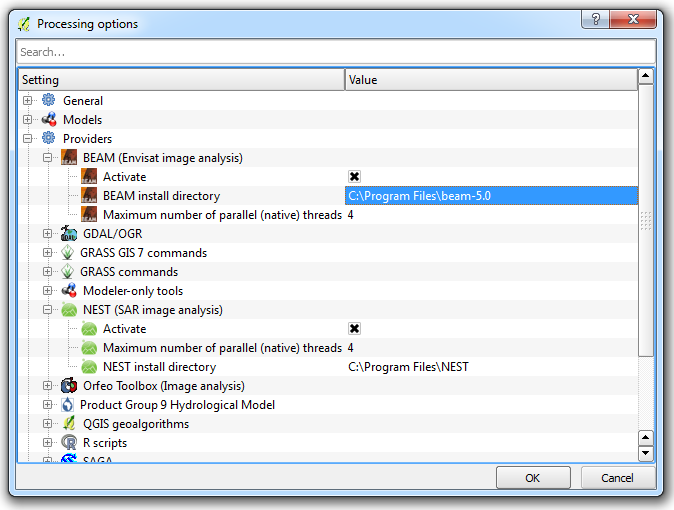 Processing options
Search...
Setting Value
General
Models
Providers
BEAM (Envisat image analysis)
Activate
BEAM install directory C:\Program Files\beam-5.0
Maximum number of parallel (native) threads 4
GDAL/OGR
GRASS GIS 7 commands
GRASS commands
Modeler-only tools
NEST (SAR image analysis)
Activate
Maximum number of parallel (native) threads 4
NEST install directory C:\Program Files\NEST
Orfeo Toolbox (Image analysis)
Product Group 9 Hydrological Model
QGIS geoalgorithms
R scripts
SAGA
OK Cancel